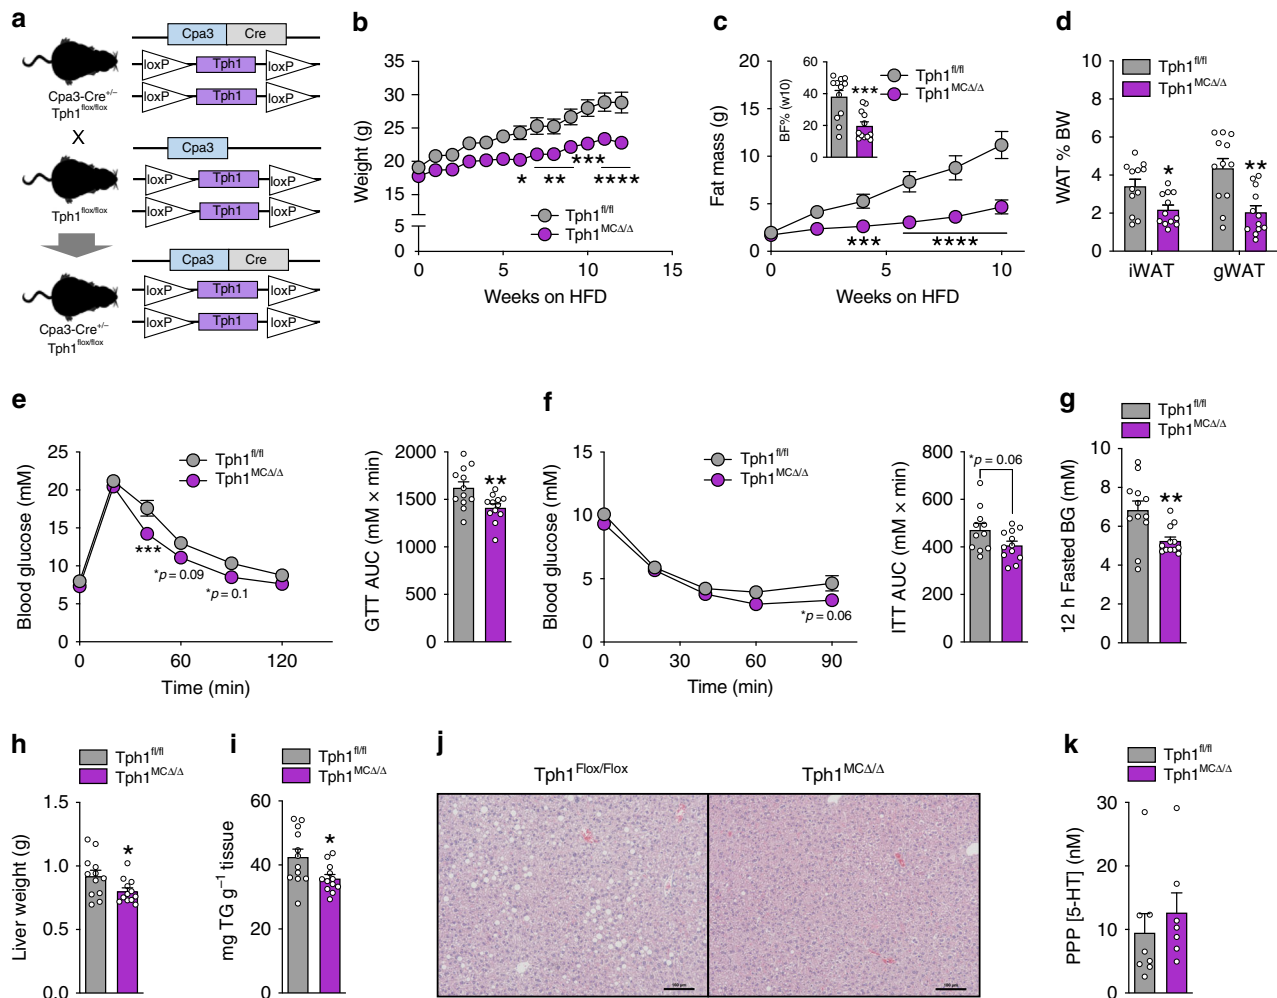 a
Cpa3 Cre
loxP Tph1 loxP
loxP Tph1 loxP
Cpa3-Cre+/–
Tph1flox/flox
X
Cpa3
loxP Tph1 loxP
loxP Tph1 loxP
Tph1flox/flox
Cpa3 Cre
loxP Tph1 loxP
loxP Tph1 loxP
Cpa3-Cre+/–
Tph1flox/flox
b
Weight (g)
35
30
25
20
15
5
0
* ** *** ****
Tph1fl/fl
Tph1MCΔ/Δ
0 5 10 15
Weeks on HFD
c
Fat mass (g)
20
15
10
5
0
BF% (w10)
60
40
20
0
***
Tph1fl/fl
Tph1MCΔ/Δ
*** ****
0 5 10
Weeks on HFD
d
Tph1fl/fl
Tph1MCΔ/Δ
WAT % BW
10
8
6
4
2
0
* **
iWAT gWAT
e
Blood glucose (mM)
25
20
15
10
5
0
Tph1fl/fl
Tph1MCΔ/Δ
***
*p = 0.09
*p = 0.1
0 60 120
Time (min)
GTT AUC (mM × min)
2000
1500
1000
500
0
**
f
Blood glucose (mM)
15
10
5
0
Tph1fl/fl
Tph1MCΔ/Δ
*p = 0.06
0 30 60 90
Time (min)
ITT AUC (mM × min)
800
600
400
200
0
*p = 0.06
g
Tph1fl/fl
Tph1MCΔ/Δ
12 h Fasted BG (mM)
10
8
6
4
2
0
**
h
Tph1fl/fl
Tph1MCΔ/Δ
Liver weight (g)
1.5
1.0
0.5
0.0
*
i
Tph1fl/fl
Tph1MCΔ/Δ
mg TG g–1 tissue
60
40
20
0
*
j
Tph1Flox/Flox Tph1MCΔ/Δ
k
Tph1fl/fl
Tph1MCΔ/Δ
PPP [5-HT] (nM)
30
20
10
0